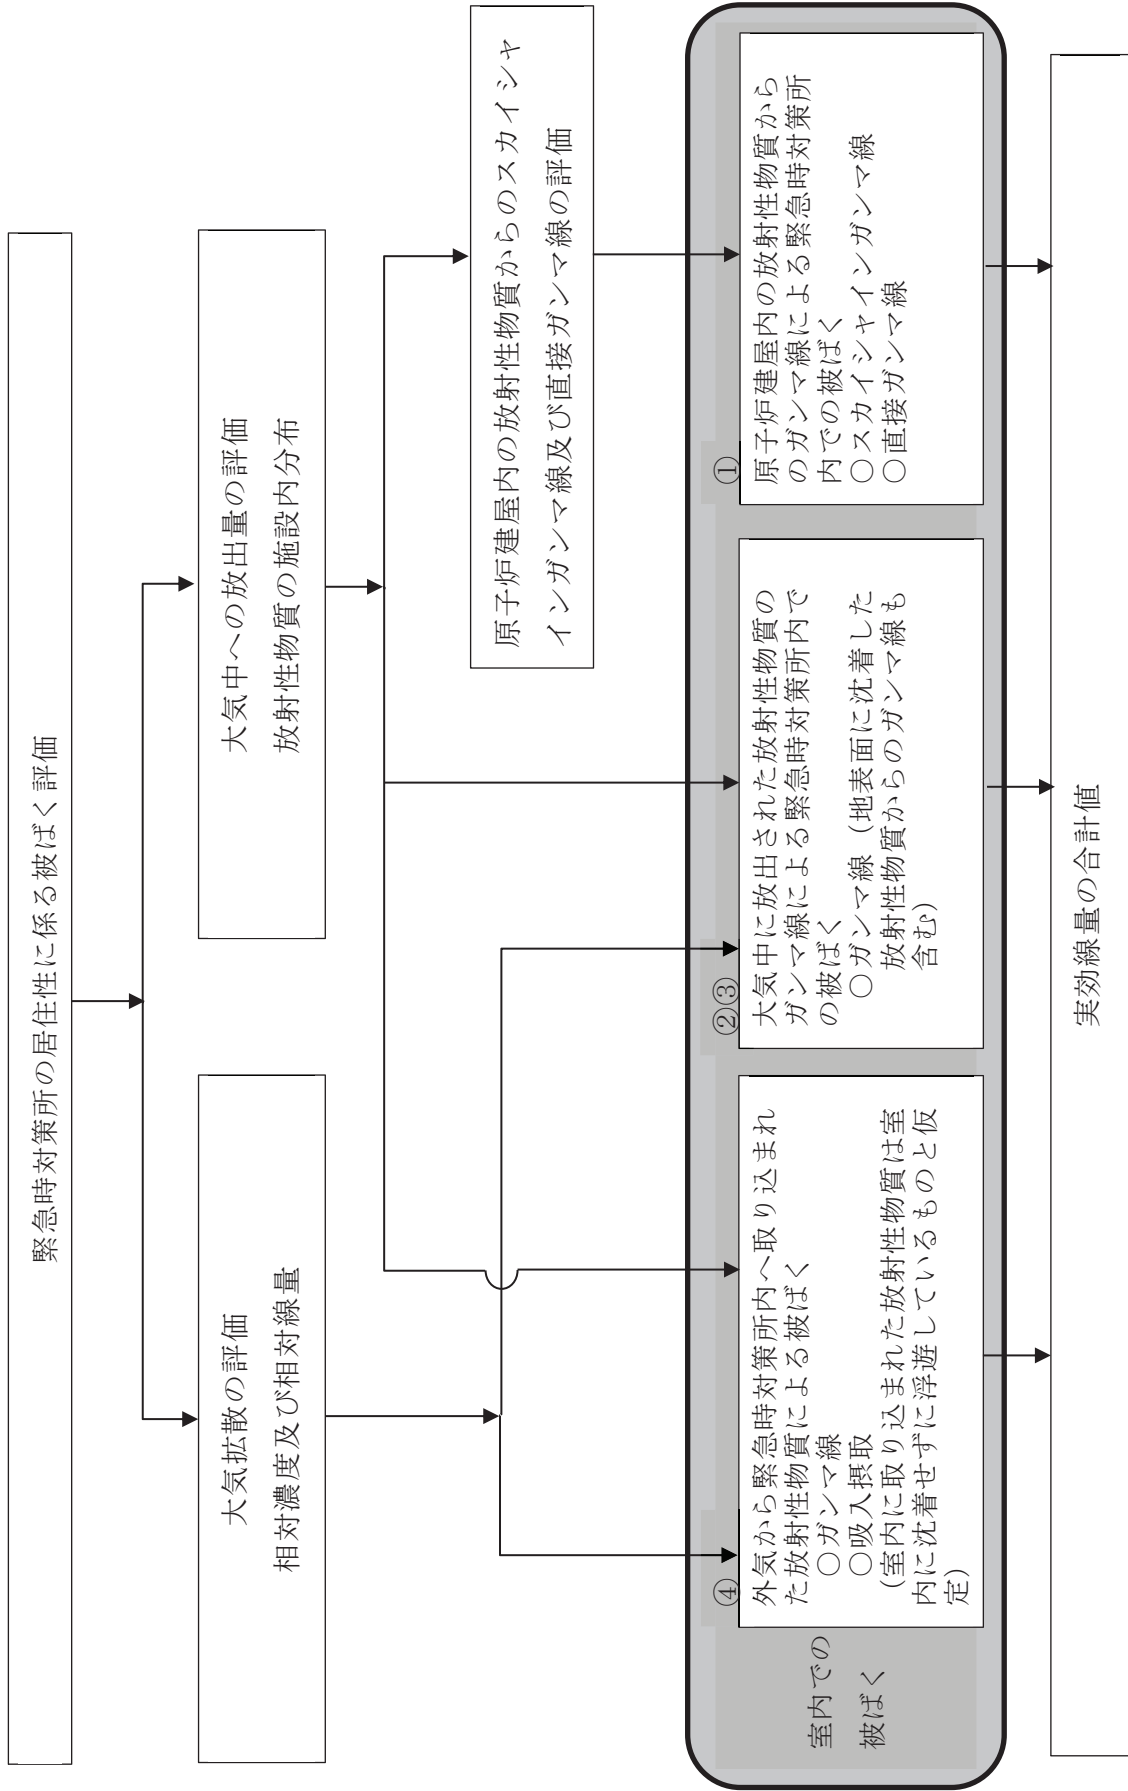 緊急時対策所の居住性に係る被ばく評価
大気拡散の評価
相対濃度及び相対線量
大気中への放出量の評価
放射性物質の施設内分布
原子炉建屋内の放射性物質からのスカイシャ
インガンマ線及び直接ガンマ線の評価
室内での
被ばく
④
外気から緊急時対策所内へ取り込まれ
た放射性物質による被ばく
○ガンマ線
○吸入摂取
(室内に取り込まれた放射性物質は室
内に沈着せずに浮遊しているものと仮
定)
②③
大気中に放出された放射性物質の
ガンマ線による緊急時対策所内で
の被ばく
○ガンマ線（地表面に沈着した
放射性物質からのガンマ線も
含む）
①
原子炉建屋内の放射性物質から
のガンマ線による緊急時対策所
内での被ばく
○スカイシャインガンマ線
○直接ガンマ線
実効線量の合計値